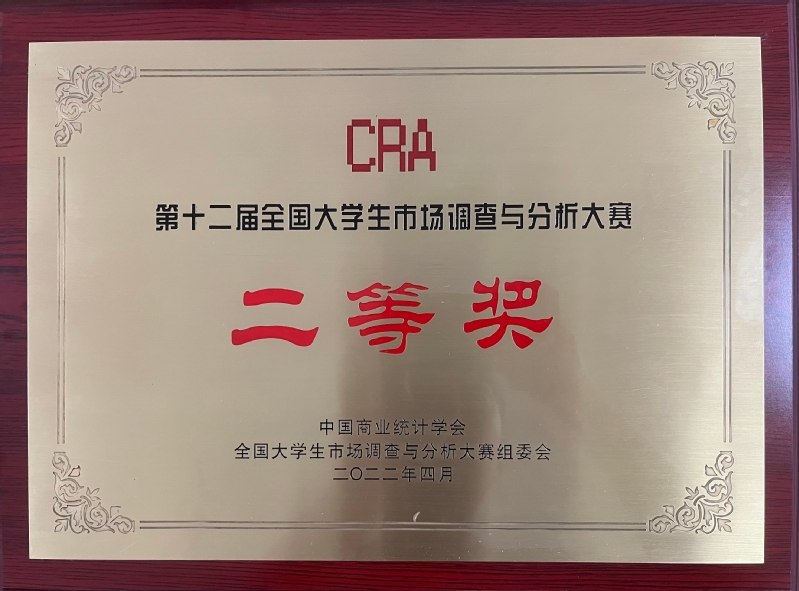 CRA
第十二届全国大学生市场调查与分析大赛
二等奖
中国商业统计学会
全国大学生市场调查与分析大赛组委会
二〇二二年四月